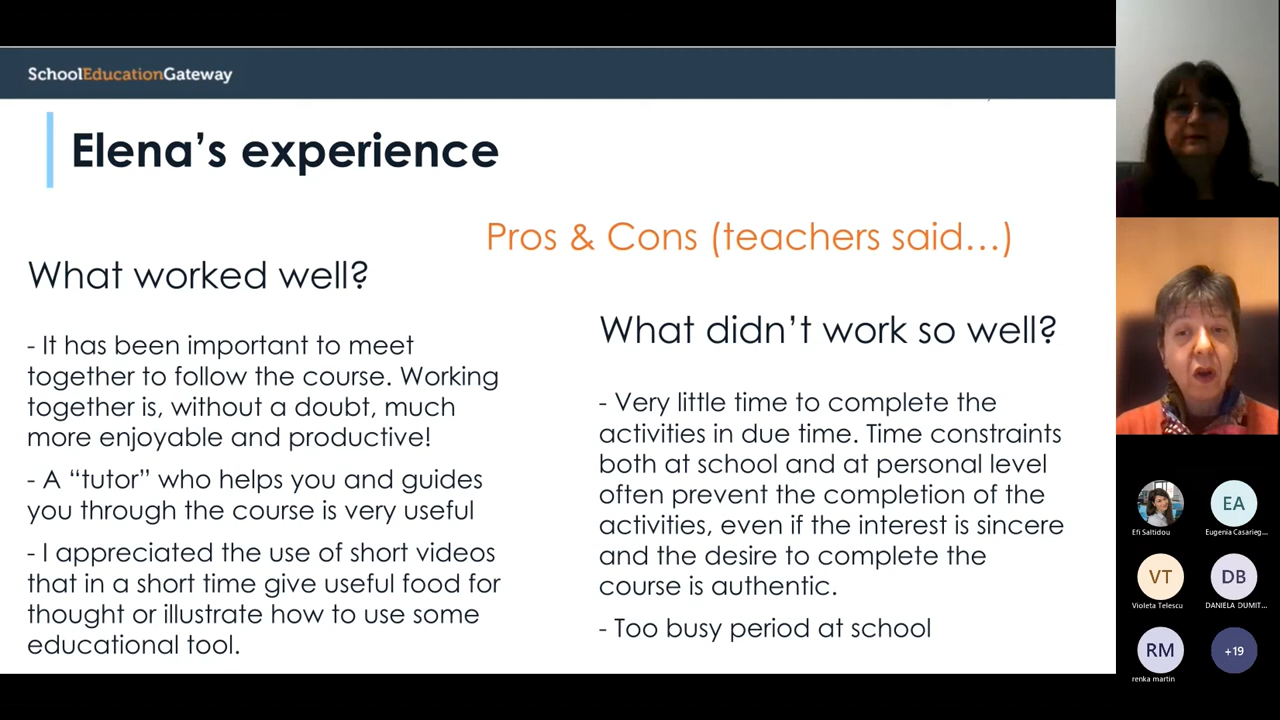 SchoolEducationGateway
Elena's experience
Pros & Cons (teachers said...)
What worked well?
- It has been important to meet
together to follow the course. Working
together is, without a doubt, much
more enjoyable and productive!
- A “tutor” who helps you and guides
you through the course is very useful
- I appreciated the use of short videos
that in a short time give useful food for
thought or illustrate how to use some
educational tool.
What didn't work so well?
- Very little time to complete the
activities in due time. Time constraints
both at school and at personal level
often prevent the completion of the
activities, even if the interest is sincere
and the desire to complete the
course is authentic.
- Too busy period at school
Efi Saltidou
EA
Eugenia Casarieg...
VT
Violeta Telescu
DB
DANIELA DUMIT...
RM
renka martin
+19